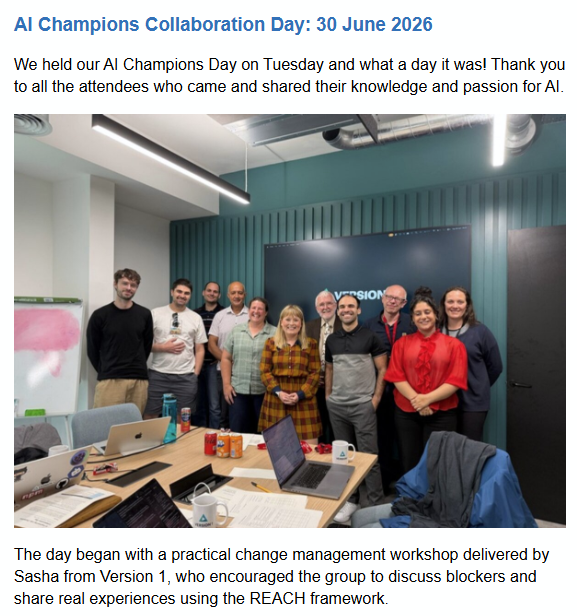 AI Champions Collaboration Day: 30 June 2026
We held our AI Champions Day on Tuesday and what a day it was! Thank you
to all the attendees who came and shared their knowledge and passion for AI.
VERSION
npm
The day began with a practical change management workshop delivered by
Sasha from Version 1, who encouraged the group to discuss blockers and
share real experiences using the REACH framework.